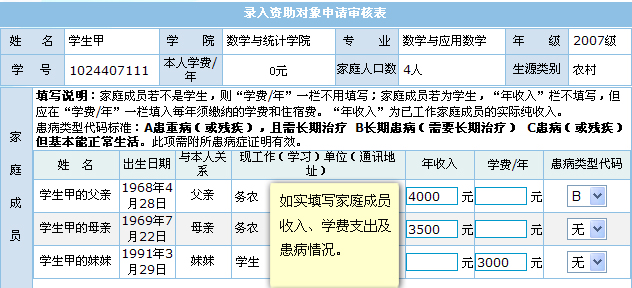 录入资助对象申请审核表
姓 名 学生甲 学 院 数学与统计学院 专 业 数学与应用数学 年 级 2007级
学 号 1024407111 本人学费/年 0元 家庭人口数 4人 生源类别 农村
填写说明:家庭成员若不是学生，则“学费/年”一栏不用填写；家庭成员若为学生，“年收入”栏不填写，但
应在“学费/年”一栏填入每年须缴纳的学费和住宿费。“年收入”为已工作家庭成员的实际纯收入。
患病类型代码标准：A患重病（或残疾），且需长期治疗 B长期患病（需要长期治疗） C患病（或残疾）
但基本能正常生活。此项需附所患病症证明有效。
家庭成员
姓 名 出生日期 与本人关系 现工作（学习）单位（通讯地址） 年收入 学费/年 患病类型代码
学生甲的父亲 1968年4月28日 父亲 务农 4000 元 元 B
学生甲的母亲 1969年7月22日 母亲 务农 3500 元 元 无
学生甲的妹妹 1991年3月29日 妹妹 学生 元 3000 元 无
如实填写家庭成员
收入、学费支出及
患病情况。